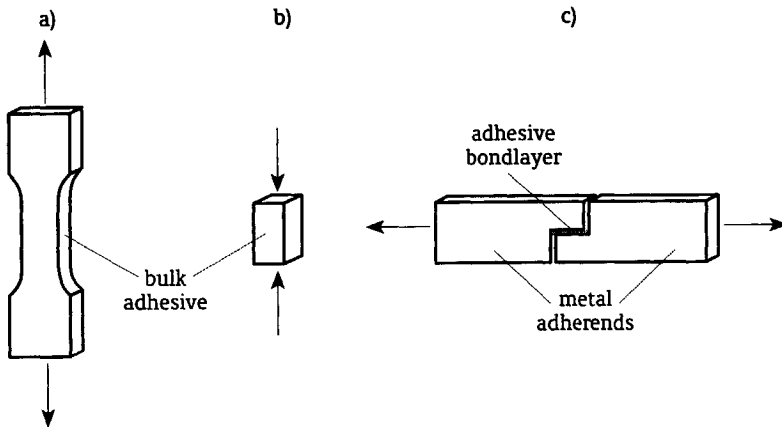 a)
b)
c)
adhesive
bondlayer
bulk
adhesive
metal
adherends